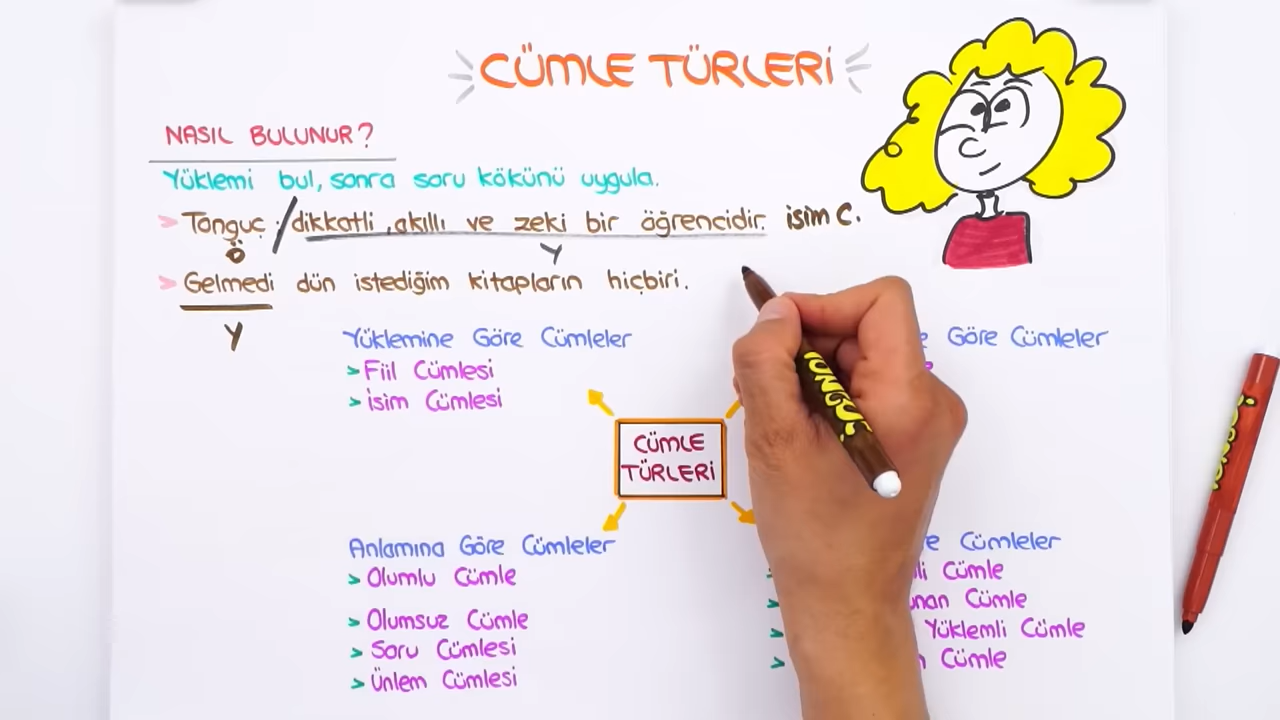 CÜMLE TÜRLERİ
NASIL BULUNUR?
Yüklemi bul, sonra soru kökünü uygula.
> Tonguç : dikkatli, akıllı ve zeki bir öğrencidir. isim C.
Ö Y
> Gelmedi dün istediğim kitapların hiçbiri.
Y
Yüklemine Göre Cümleler
> Fiil Cümlesi
> İsim Cümlesi
Göre Cümleler
CÜMLE
TÜRLERİ
Anlamına Göre Cümleler
> Olumlu Cümle
> Olumsuz Cümle
> Soru Cümlesi
> Ünlem Cümlesi
Cümleler
> Cümle
> Cümle
> Yüklemli Cümle
> Cümle
TONGUÇ